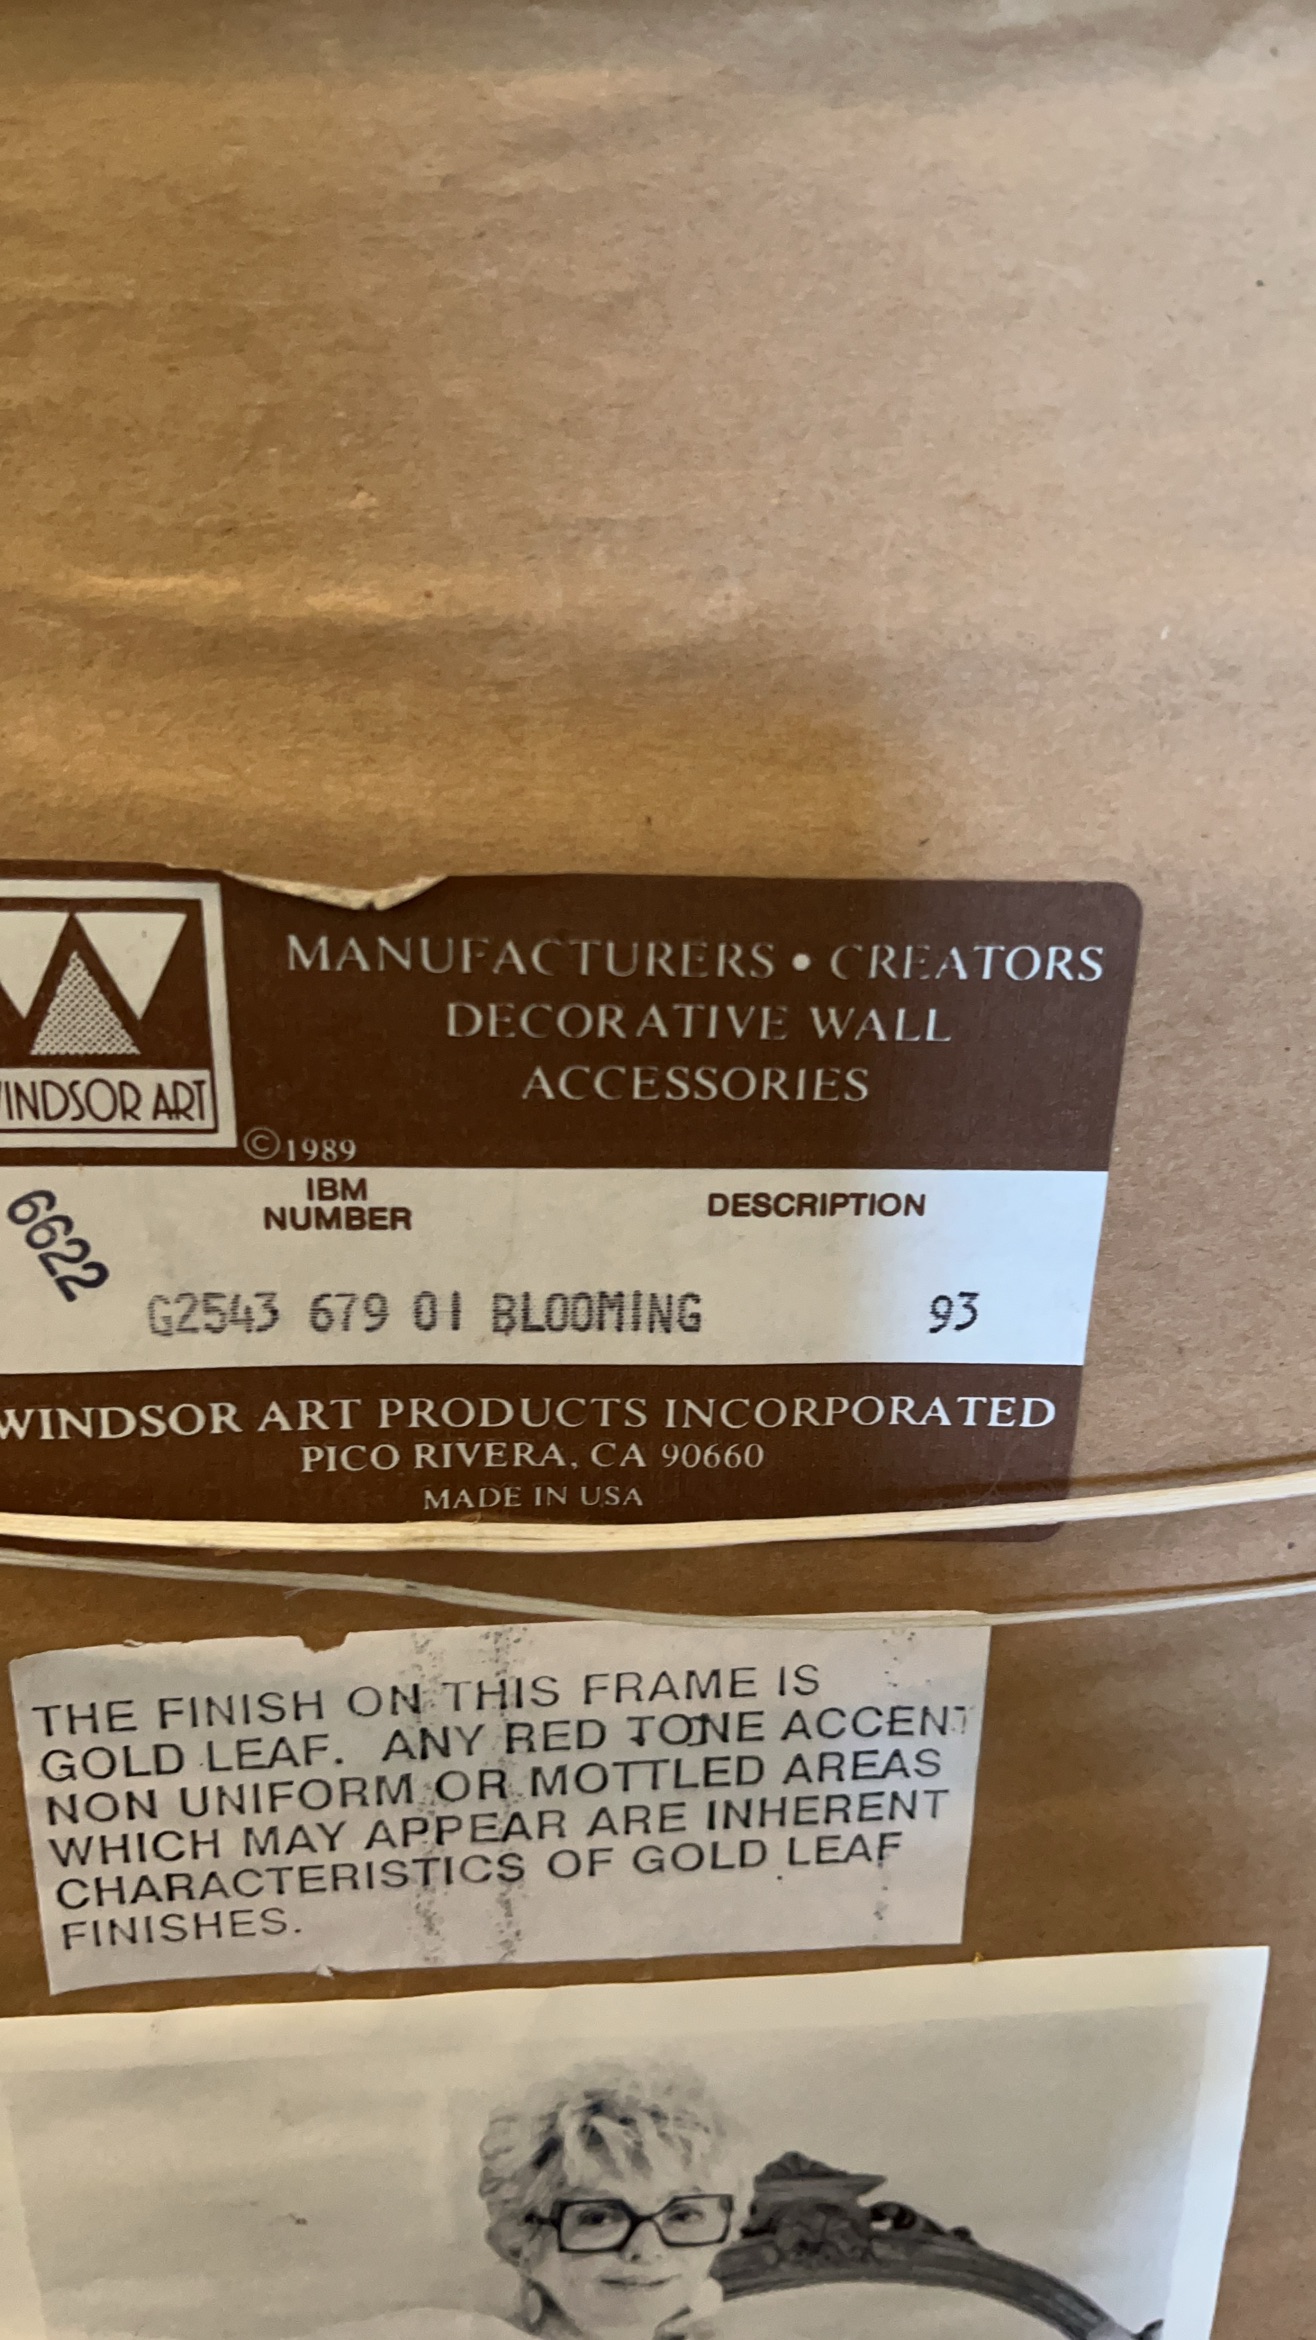 MANUFACTURERS • CREATORS
DECORATIVE WALL
ACCESSORIES
INDSOR ART
©1989
IBM
NUMBER
DESCRIPTION
6622
G2543 679 01 BLOOMING 93
WINDSOR ART PRODUCTS INCORPORATED
PICO RIVERA, CA 90660
MADE IN USA
THE FINISH ON THIS FRAME IS
GOLD LEAF. ANY RED TONE ACCENT
NON UNIFORM OR MOTTLED AREAS
WHICH MAY APPEAR ARE INHERENT
CHARACTERISTICS OF GOLD LEAF
FINISHES.